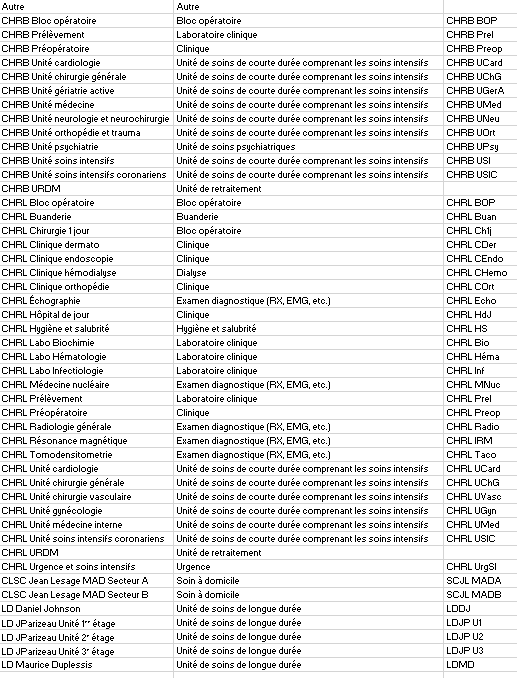 Autre Autre
CHRB Bloc opératoire Bloc opératoire CHRB BOP
CHRB Prélèvement Laboratoire clinique CHRB Prel
CHRB Préopératoire Clinique CHRB Preop
CHRB Unité cardiologie Unité de soins de courte durée comprenant les soins intensifs CHRB UCard
CHRB Unité chirurgie générale Unité de soins de courte durée comprenant les soins intensifs CHRB UChG
CHRB Unité gériatrie active Unité de soins de courte durée comprenant les soins intensifs CHRB UGerA
CHRB Unité médecine Unité de soins de courte durée comprenant les soins intensifs CHRB UMed
CHRB Unité neurologie et neurochirurgie Unité de soins de courte durée comprenant les soins intensifs CHRB UNeu
CHRB Unité orthopédie et trauma Unité de soins de courte durée comprenant les soins intensifs CHRB UOrt
CHRB Unité psychiatrie Unité de soins psychiatriques CHRB UPsy
CHRB Unité soins intensifs Unité de soins de courte durée comprenant les soins intensifs CHRB USI
CHRB Unité soins intensifs coronariens Unité de soins de courte durée comprenant les soins intensifs CHRB USIC
CHRB URDM Unité de retraitement
CHRL Bloc opératoire Bloc opératoire CHRL BOP
CHRL Buanderie Buanderie CHRL Buan
CHRL Chirurgie 1 jour Bloc opératoire CHRL Ch1j
CHRL Clinique dermato Clinique CHRL CDer
CHRL Clinique endoscopie Clinique CHRL CEndo
CHRL Clinique hémodialyse Dialyse CHRL CHemo
CHRL Clinique orthopédie Clinique CHRL COrt
CHRL Échographie Examen diagnostique (RX, EMG, etc.) CHRL Echo
CHRL Hôpital de jour Clinique CHRL HdJ
CHRL Hygiène et salubrité Hygiène et salubrité CHRL HS
CHRL Labo Biochimie Laboratoire clinique CHRL Bio
CHRL Labo Hématologie Laboratoire clinique CHRL Héma
CHRL Labo Infectiologie Laboratoire clinique CHRL Inf
CHRL Médecine nucléaire Examen diagnostique (RX, EMG, etc.) CHRL MNuc
CHRL Prélèvement Laboratoire clinique CHRL Prel
CHRL Préopératoire Clinique CHRL Preop
CHRL Radiologie générale Examen diagnostique (RX, EMG, etc.) CHRL Radio
CHRL Résonance magnétique Examen diagnostique (RX, EMG, etc.) CHRL IRM
CHRL Tomodensitometrie Examen diagnostique (RX, EMG, etc.) CHRL Taco
CHRL Unité cardiologie Unité de soins de courte durée comprenant les soins intensifs CHRL UCard
CHRL Unité chirurgie générale Unité de soins de courte durée comprenant les soins intensifs CHRL UChG
CHRL Unité chirurgie vasculaire Unité de soins de courte durée comprenant les soins intensifs CHRL UVasc
CHRL Unité gynécologie Unité de soins de courte durée comprenant les soins intensifs CHRL UGyn
CHRL Unité médecine interne Unité de soins de courte durée comprenant les soins intensifs CHRL UMed
CHRL Unité soins intensifs coronariens Unité de soins de courte durée comprenant les soins intensifs CHRL USIC
CHRL URDM Unité de retraitement
CHRL Urgence et soins intensifs Urgence CHRL UrgSI
CLSC Jean Lesage MAD Secteur A Soin à domicile SCJL MADA
CLSC Jean Lesage MAD Secteur B Soin à domicile SCJL MADB
LD Daniel Johnson Unité de soins de longue durée LDDJ
LD JParizeau Unité 1er étage Unité de soins de longue durée LDJP U1
LD JParizeau Unité 2e étage Unité de soins de longue durée LDJP U2
LD JParizeau Unité 3e étage Unité de soins de longue durée LDJP U3
LD Maurice Duplessis Unité de soins de longue durée LDMD